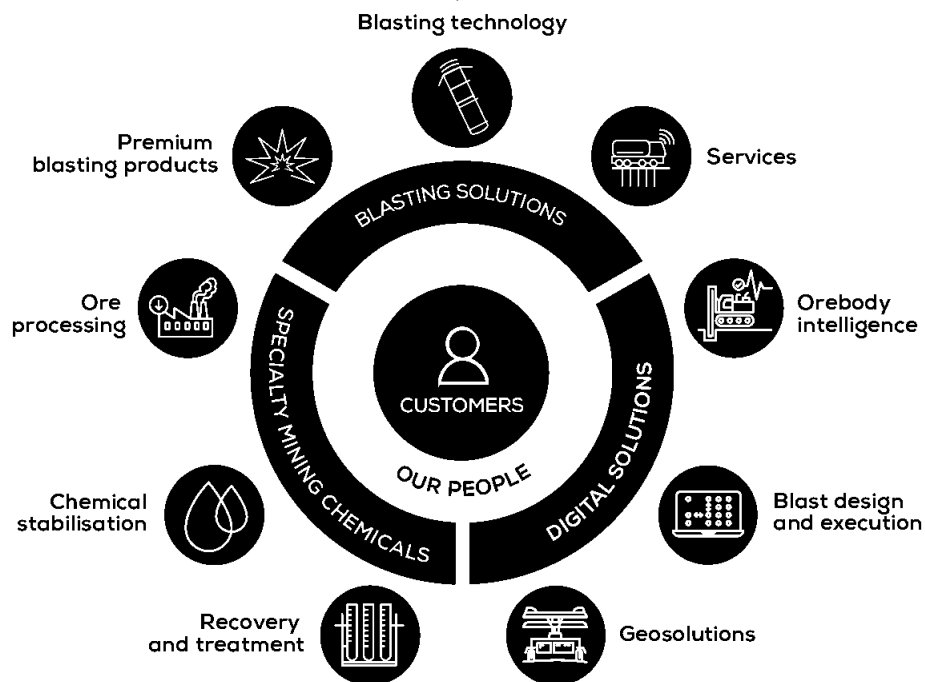 Blasting technology
Premium
blasting products
Services
BLASTING SOLUTIONS
Ore
processing
Orebody
intelligence
SPECIALTY MINING CHEMICALS
DIGITAL SOLUTIONS
CUSTOMERS
OUR PEOPLE
Chemical
stabilisation
Blast design
and execution
Recovery
and treatment
Geosolutions